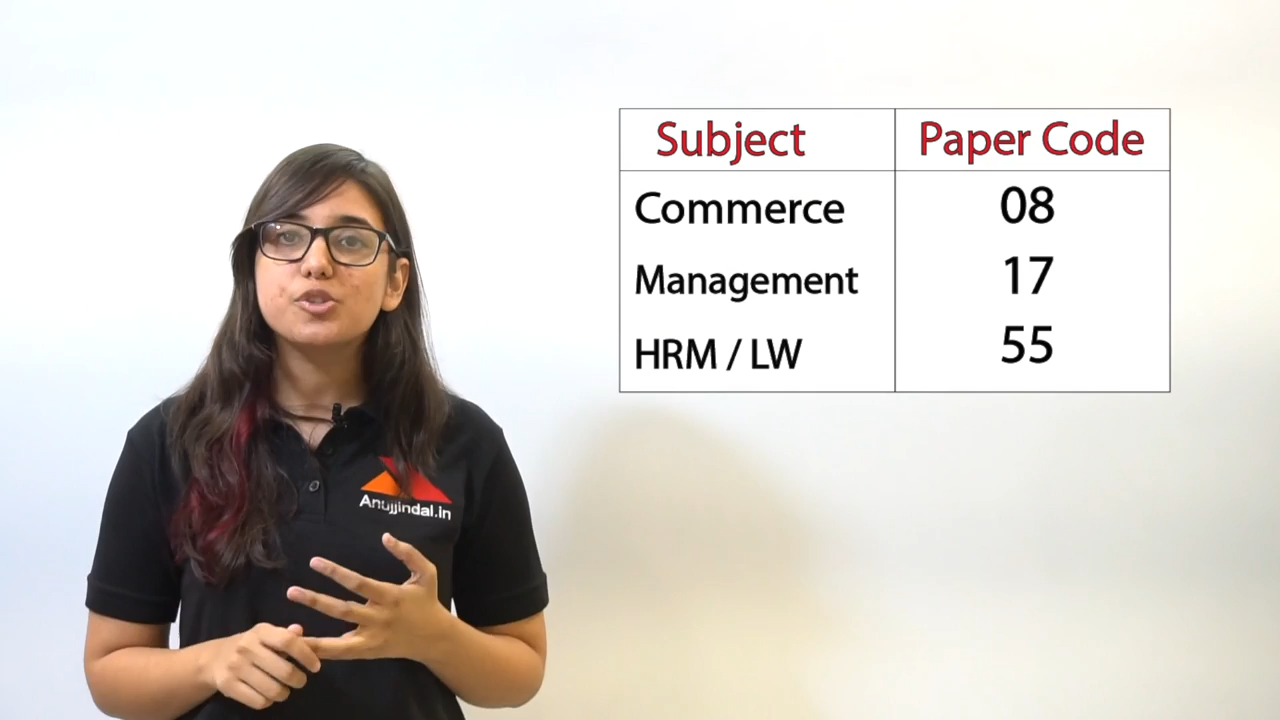 Subject Paper Code
Commerce 08
Management 17
HRM / LW 55
Anujjindal.in